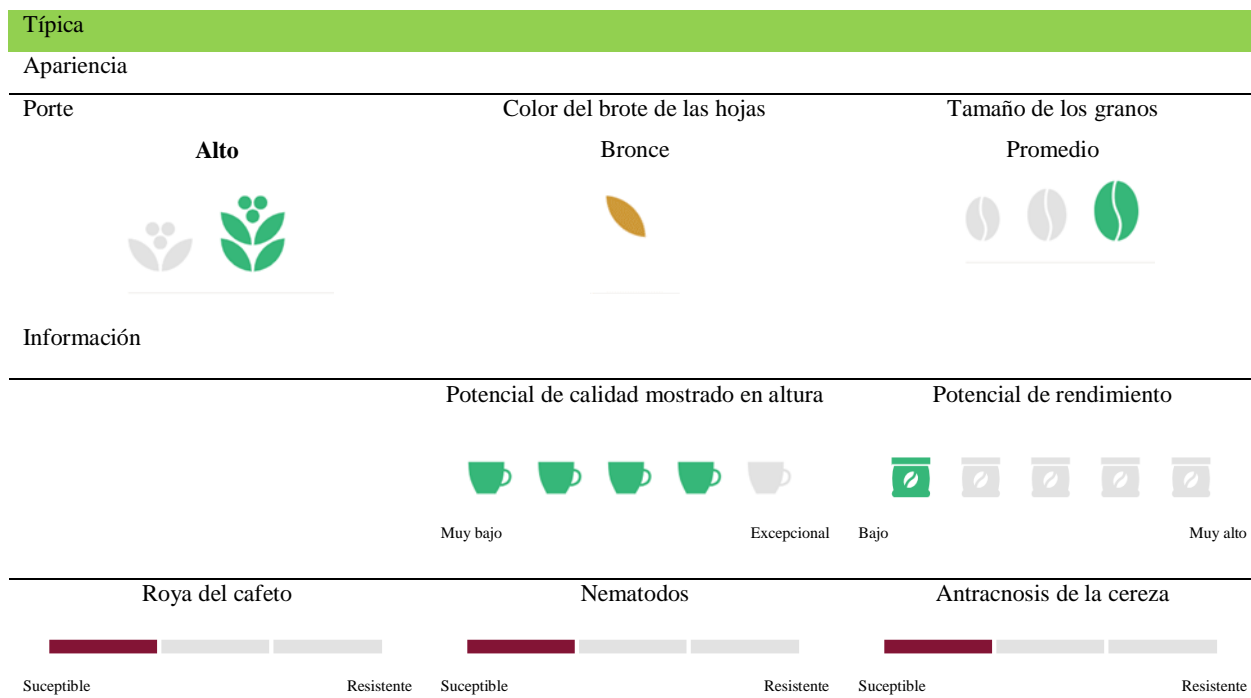 Típica
Apariencia
Porte Color del brote de las hojas Tamaño de los granos
Alto Bronce Promedio
Información
Potencial de calidad mostrado en altura Potencial de rendimiento
Muy bajo Excepcional Bajo Muy alto
Roya del cafeto Nematodos Antracnosis de la cereza
Suceptible Resistente Suceptible Resistente Suceptible Resistente